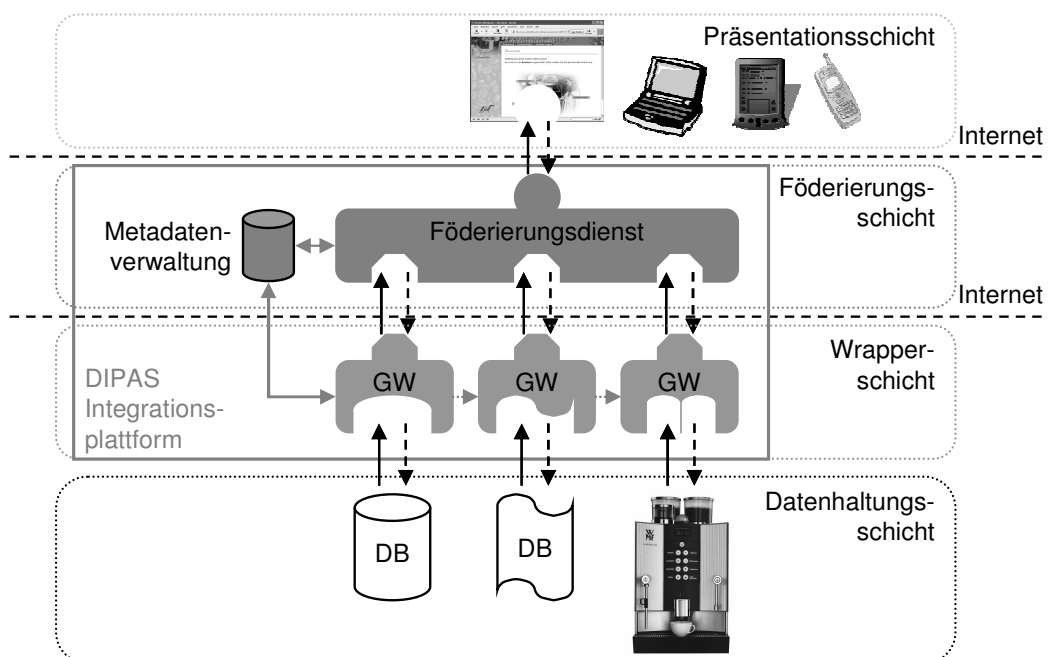 Präsentationsschicht
Internet
Föderierungs-
schicht
Metadaten-
verwaltung
Föderierungsdienst
Internet
Wrapper-
schicht
GW
GW
GW
DIPAS
Integrations-
plattform
Datenhaltungs-
schicht
DB
DB
WMF